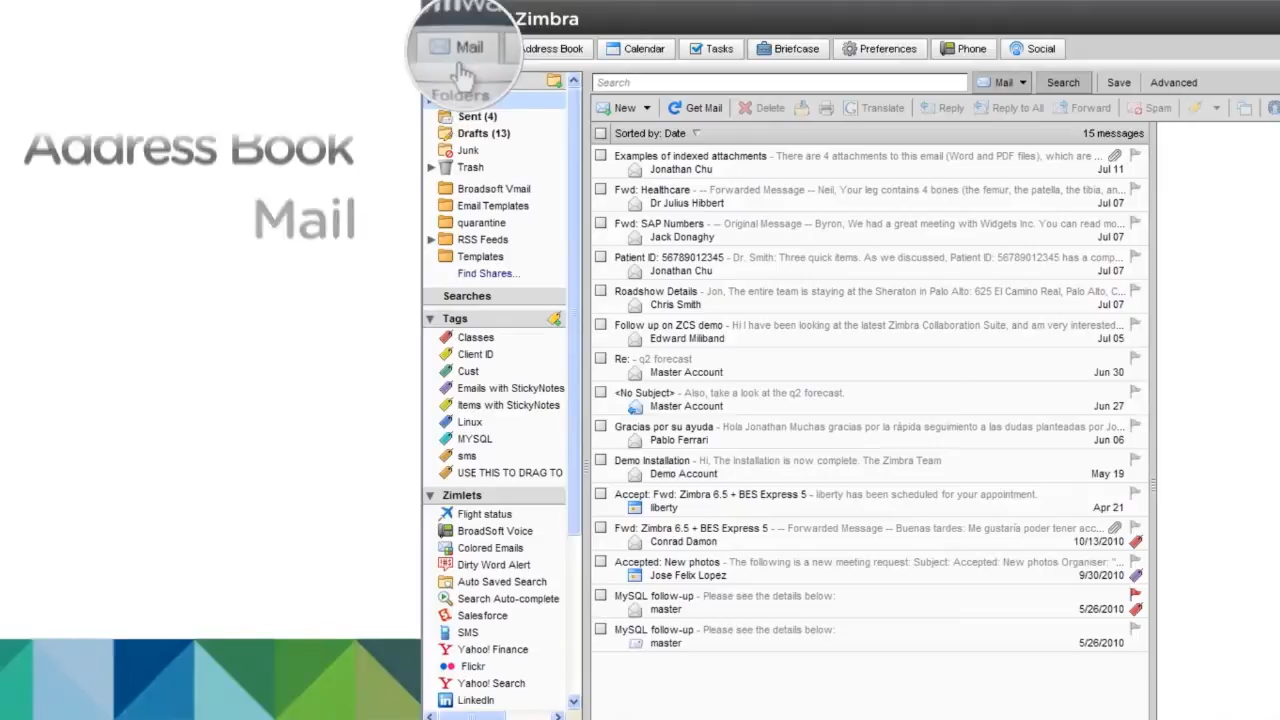 Zimbra
Mail
Address Book
Calendar
Tasks
Briefcase
Preferences
Phone
Social
Folders
Search
Mail
Search
Save
Advanced
New
Get Mail
Delete
Translate
Reply
Reply to All
Forward
Spam
Address Book
Mail
Sent (4)
Drafts (13)
Junk
Trash
Broadsoft Vmail
Email Templates
quarantine
RSS Feeds
Templates
Find Shares...
Searches
Tags
Classes
Client ID
Cust
Emails with StickyNotes
Items with StickyNotes
Linux
MYSQL
sms
USE THIS TO DRAG TO
Zimlets
Flight status
BroadSoft Voice
Colored Emails
Dirty Word Alert
Auto Saved Search
Search Auto-complete
Salesforce
SMS
Yahoo! Finance
Flickr
Yahoo! Search
LinkedIn
Sorted by: Date
15 messages
Examples of indexed attachments - There are 4 attachments to this email (Word and PDF files), which are ...
Jonathan Chu Jul 11
Fwd: Healthcare - -- Forwarded Message -- Neil, Your leg contains 4 bones (the femur, the patella, the tibia, an...
Dr Julius Hibbert Jul 07
Fwd: SAP Numbers - -- Original Message -- Byron, We had a great meeting with Widgets Inc. You can read mo...
Jack Donaghy Jul 07
Patient ID: 56789012345 - Dr. Smith: Three quick items. As we discussed, Patient ID: 56789012345 has a comp...
Jonathan Chu Jul 07
Roadshow Details - Jon, The entire team is staying at the Sheraton in Palo Alto: 625 El Camino Real, Palo Alto, C...
Chris Smith Jul 07
Follow up on ZCS demo - Hi I have been looking at the latest Zimbra Collaboration Suite, and am very interested...
Edward Miliband Jul 05
Re: - q2 forecast
Master Account Jun 30
<No Subject> - Also, take a look at the q2 forecast.
Master Account Jun 27
Gracias por su ayuda - Hola Jonathan Muchas gracias por la rápida seguimiento a las dudas planteadas por Jo...
Pablo Ferrari Jun 06
Demo Installation - Hi, The Installation is now complete. The Zimbra Team
Demo Account May 19
Accept: Fwd: Zimbra 6.5 + BES Express 5 - liberty has been scheduled for your appointment.
liberty Apr 21
Fwd: Zimbra 6.5 + BES Express 5 - -- Forwarded Message -- Buenas tardes: Me gustaría poder tener acc...
Conrad Damon 10/13/2010
Accepted: New photos - The following is a new meeting request: Subject: Accepted: New photos Organiser: "...
Jose Felix Lopez 9/30/2010
MySQL follow-up - Please see the details below:
master 5/26/2010
MySQL follow-up - Please see the details below:
master 5/28/2010